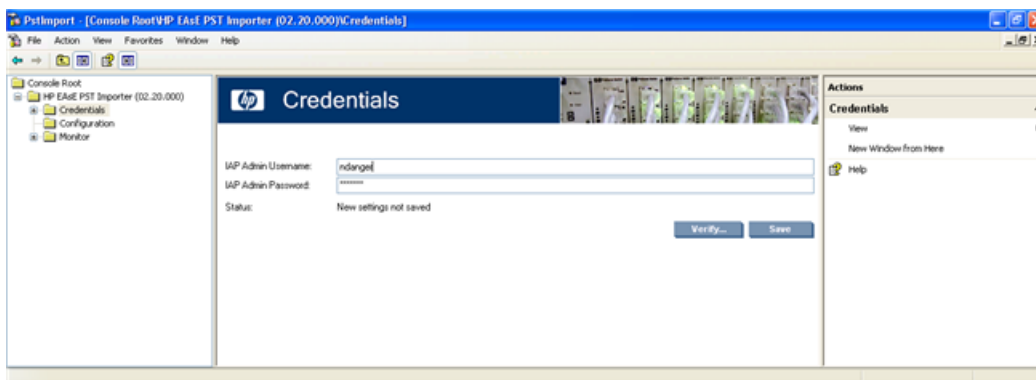 PstImport - [Console Root\HP EAsE PST Importer (02.20.000)\Credentials]
File Action View Favorites Window Help
Console Root
HP EAsE PST Importer (02.20.000)
Credentials
Configuration
Monitor
hp Credentials
IAP Admin Username: ndangel
IAP Admin Password: *******
Status: New settings not saved
Verify... Save
Actions
Credentials
View
New Window from Here
Help